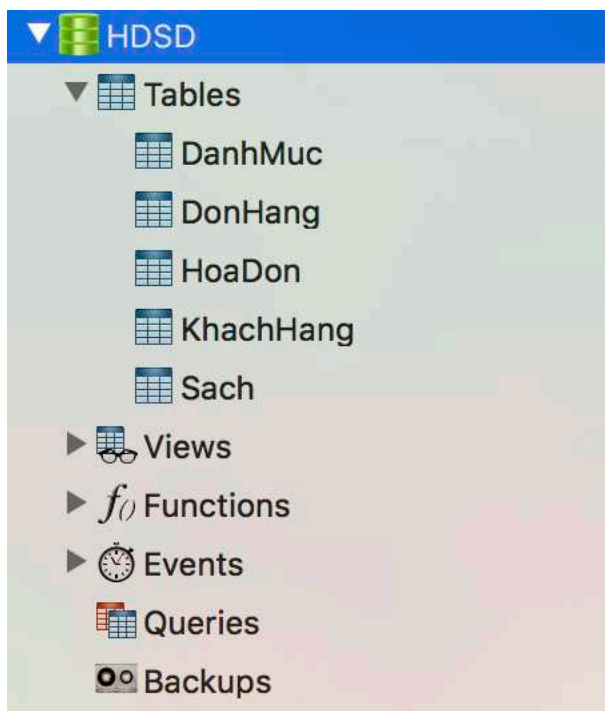 HDSD
Tables
DanhMuc
DonHang
HoaDon
KhachHang
Sach
Views
f() Functions
Events
Queries
Backups